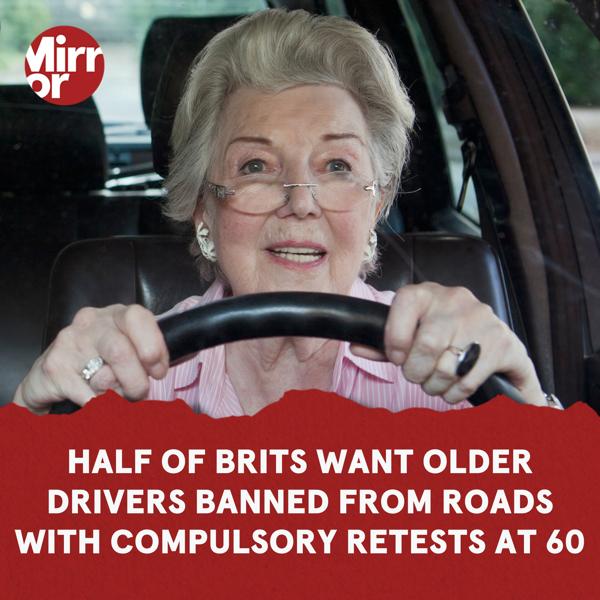 Mirr
or
HALF OF BRITS WANT OLDER
DRIVERS BANNED FROM ROADS
WITH COMPULSORY RETESTS AT 60